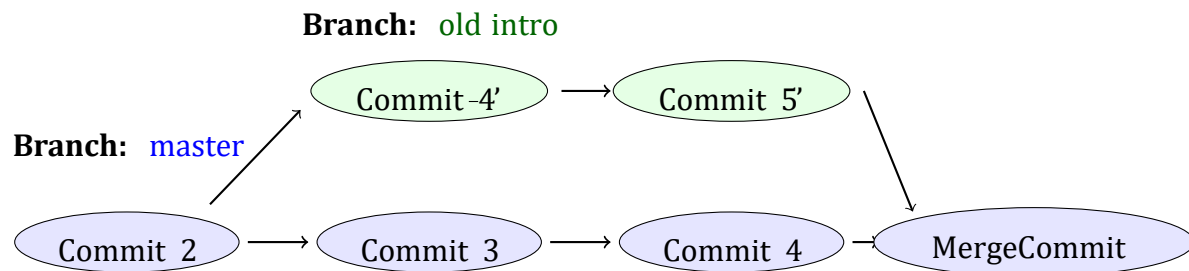 Branch: old intro
Commit 4’ Commit 5’
Branch: master
Commit 2 Commit 3 Commit 4 MergeCommit